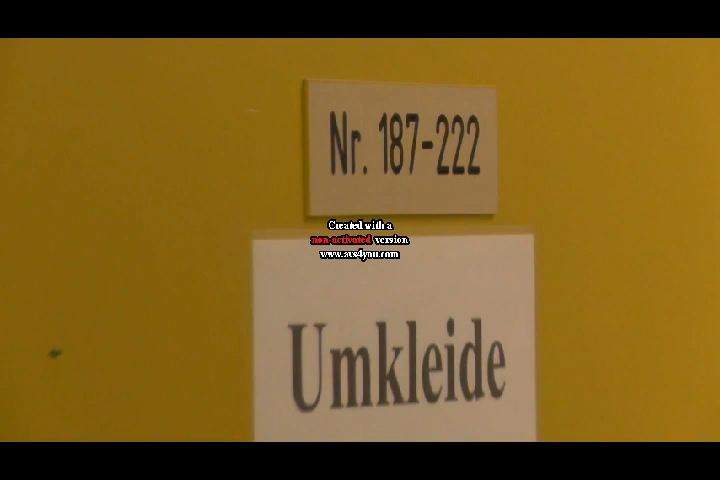 Nr. 187-222
Created with a
non-activated version
www.avs4you.com
Umkleide